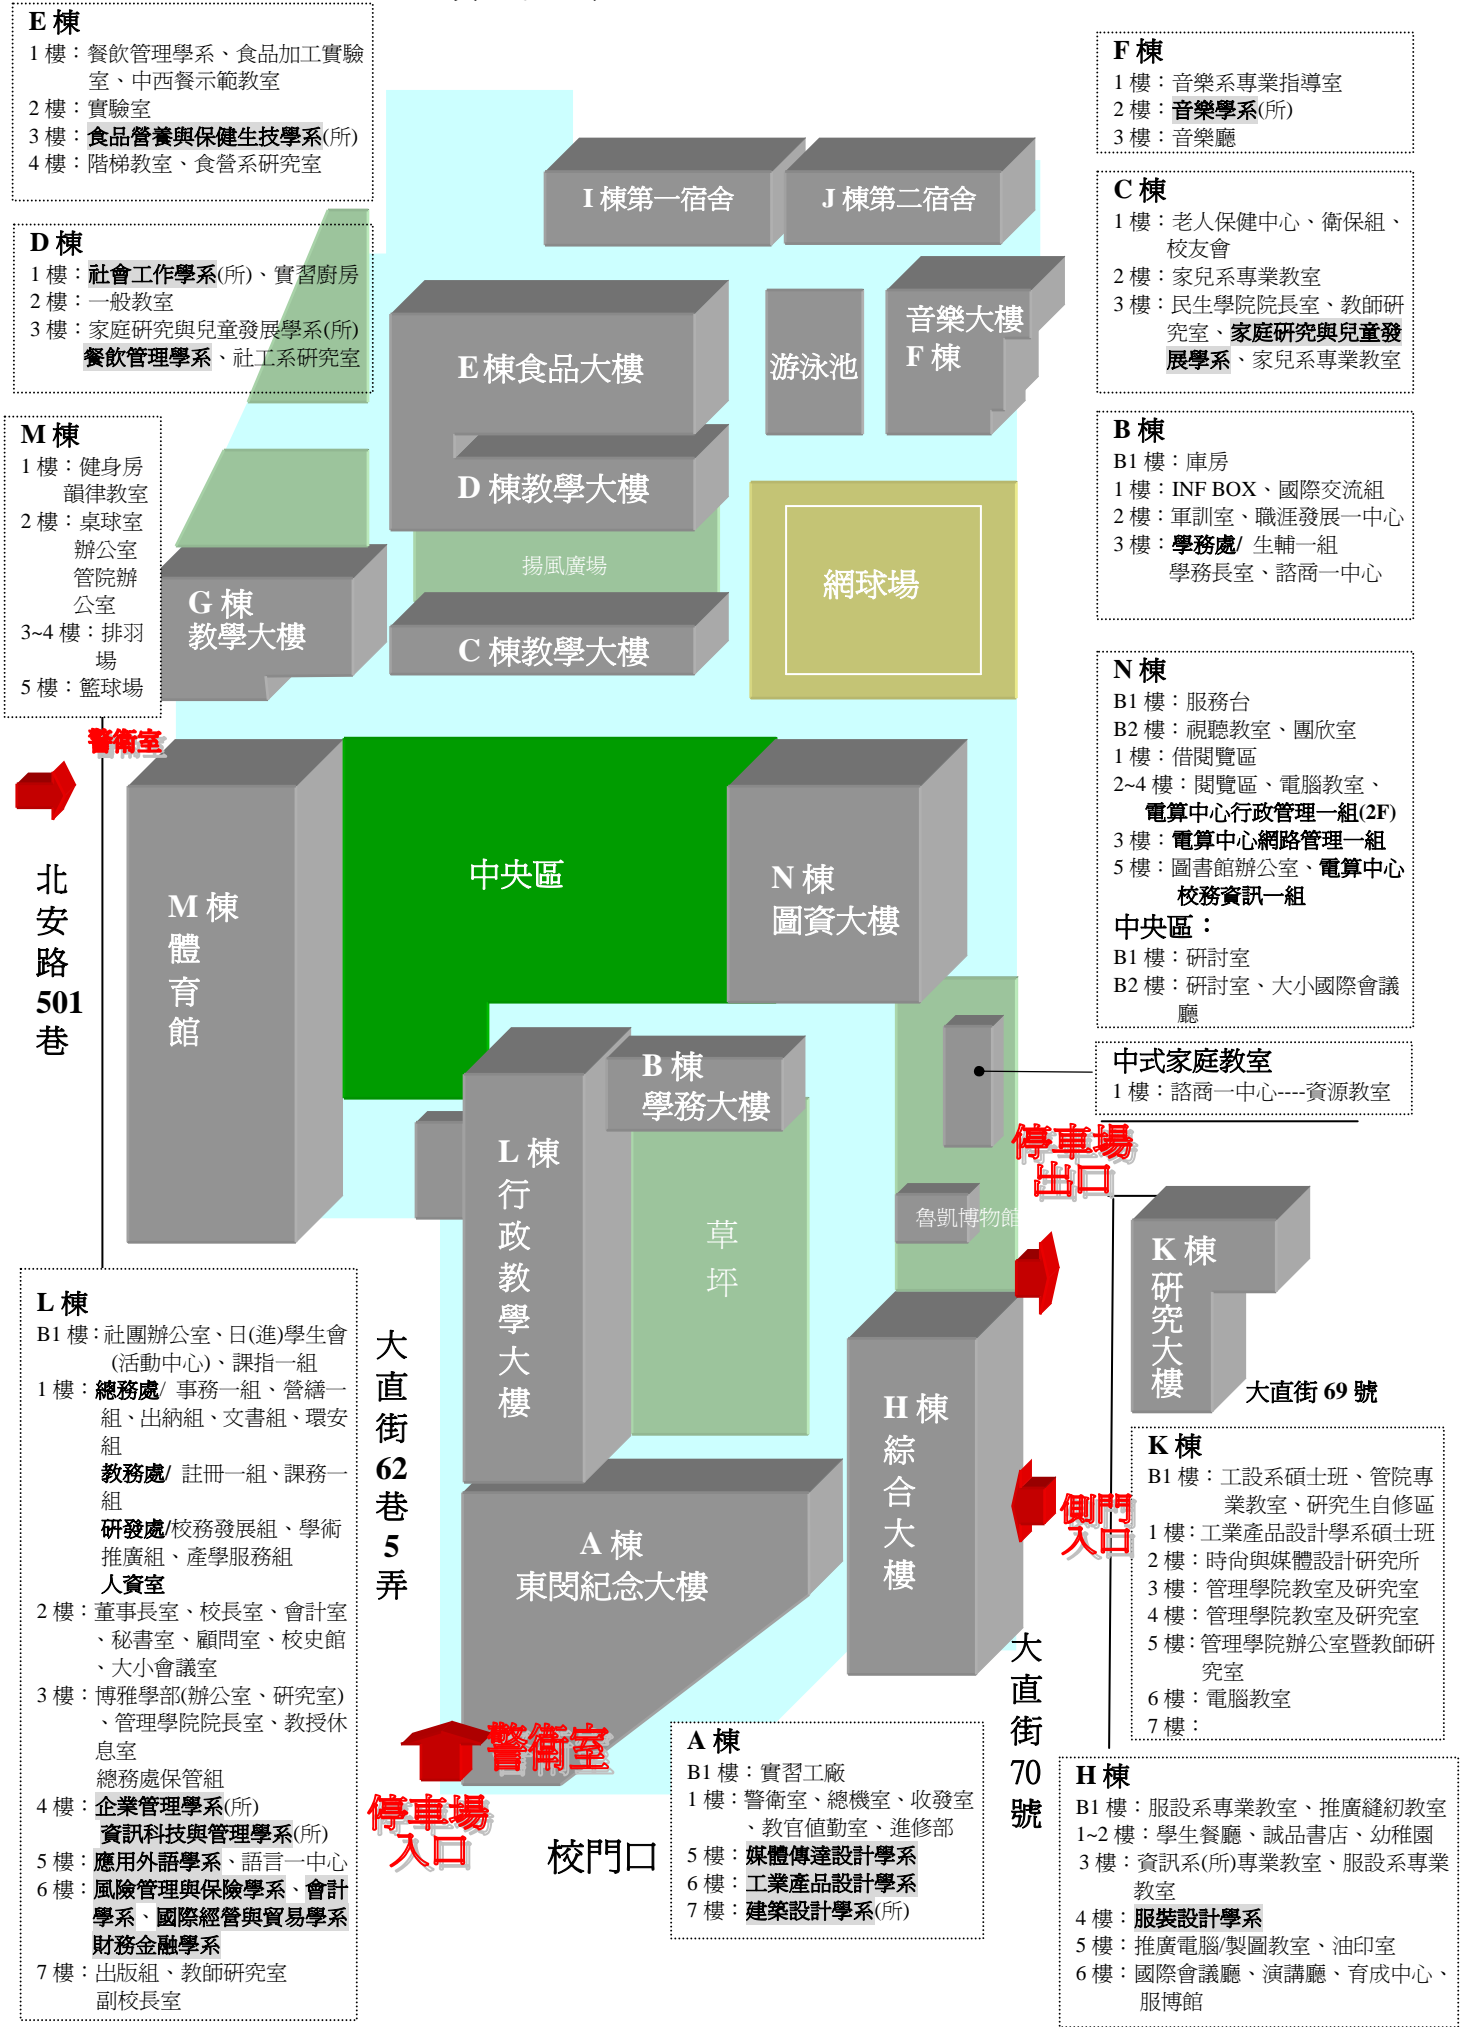 E 棟
1 樓：餐飲管理學系、食品加工實驗
室、中西餐示範教室
2 樓：實驗室
3 樓：食品營養與保健生技學系(所)
4 樓：階梯教室、食營系研究室
D 棟
1 樓：社會工作學系(所)、實習廚房
2 樓：一般教室
3 樓：家庭研究與兒童發展學系(所)
餐飲管理學系、社工系研究室
M 棟
1 樓：健身房
韻律教室
2 樓：桌球室
辦公室
管院辦
公室
3~4 樓：排羽
場
5 樓：籃球場
警衛室
北
安
路
501
巷
F 棟
1 樓：音樂系專業指導室
2 樓：音樂學系(所)
3 樓：音樂廳
C 棟
1 樓：老人保健中心、衛保組、
校友會
2 樓：家兒系專業教室
3 樓：民生學院院長室、教師研
究室、家庭研究與兒童發
展學系、家兒系專業教室
B 棟
B1 樓：庫房
1 樓：INF BOX、國際交流組
2 樓：軍訓室、職涯發展一中心
3 樓：學務處/ 生輔一組
學務長室、諮商一中心
N 棟
B1 樓：服務台
B2 樓：視聽教室、團欣室
1 樓：借閱覽區
2~4 樓：閱覽區、電腦教室、
電算中心行政管理一組(2F)
3 樓：電算中心網路管理一組
5 樓：圖書館辦公室、電算中心
校務資訊一組
中央區：
B1 樓：研討室
B2 樓：研討室、大小國際會議
廳
中式家庭教室
1 樓：諮商一中心----資源教室
I 棟第一宿舍
J 棟第二宿舍
E 棟食品大樓
游泳池
音樂大樓
F 棟
D 棟教學大樓
揚風廣場
網球場
G 棟
教學大樓
C 棟教學大樓
中央區
M 棟
體
育
館
N 棟
圖資大樓
B 棟
學務大樓
L 棟
行
政
教
學
大
樓
草
坪
魯凱博物館
停車場
出口
K 棟
研
究
大
樓
大直街 69 號
H 棟
綜
合
大
樓
側門
入口
A 棟
東閔紀念大樓
大
直
街
62
巷
5
弄
大
直
街
70
號
警衛室
停車場
入口
校門口
L 棟
B1 樓：社團辦公室、日(進)學生會
(活動中心)、課指一組
1 樓：總務處/ 事務一組、營繕一
組、出納組、文書組、環安
組
教務處/ 註冊一組、課務一
組
研發處/校務發展組、學術
推廣組、產學服務組
人資室
2 樓：董事長室、校長室、會計室
、秘書室、顧問室、校史館
、大小會議室
3 樓：博雅學部(辦公室、研究室)
、管理學院院長室、教授休
息室
總務處保管組
4 樓：企業管理學系(所)
資訊科技與管理學系(所)
5 樓：應用外語學系、語言一中心
6 樓：風險管理與保險學系、會計
學系、國際經營與貿易學系
財務金融學系
7 樓：出版組、教師研究室
副校長室
A 棟
B1 樓：實習工廠
1 樓：警衛室、總機室、收發室
、教官值勤室、進修部
5 樓：媒體傳達設計學系
6 樓：工業產品設計學系
7 樓：建築設計學系(所)
K 棟
B1 樓：工設系碩士班、管院專
業教室、研究生自修區
1 樓：工業產品設計學系碩士班
2 樓：時尚與媒體設計研究所
3 樓：管理學院教室及研究室
4 樓：管理學院教室及研究室
5 樓：管理學院辦公室暨教師研
究室
6 樓：電腦教室
7 樓：
H 棟
B1 樓：服設系專業教室、推廣縫紉教室
1~2 樓：學生餐廳、誠品書店、幼稚園
3 樓：資訊系(所)專業教室、服設系專業
教室
4 樓：服裝設計學系
5 樓：推廣電腦/製圖教室、油印室
6 樓：國際會議廳、演講廳、育成中心、
服博館